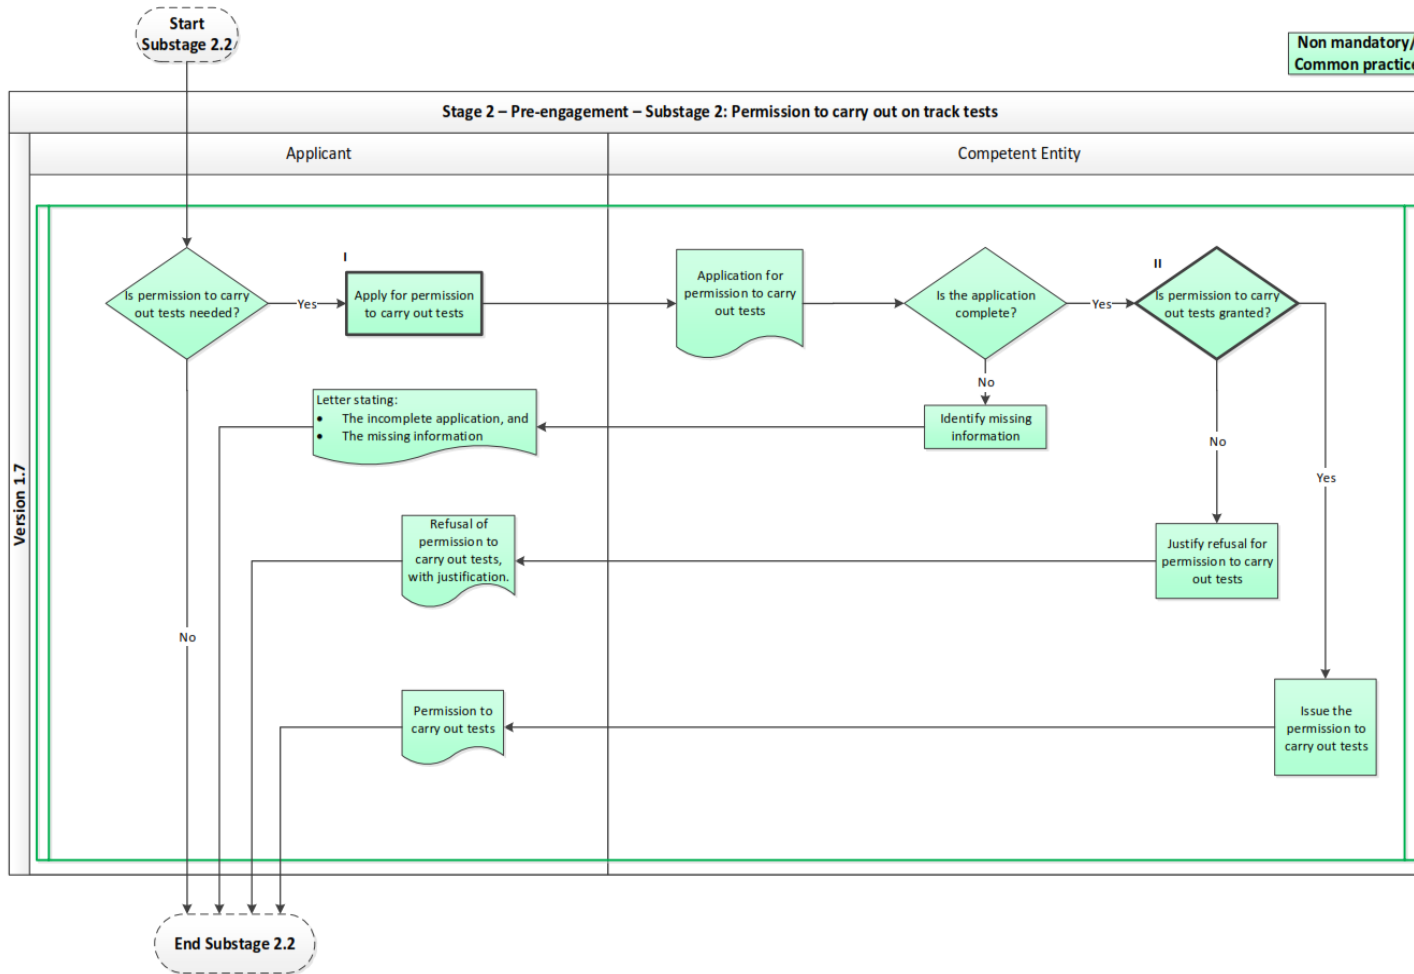 Start
Substage 2.2
Non mandatory/
Common practice
Stage 2 – Pre-engagement – Substage 2: Permission to carry out on track tests
Applicant
Competent Entity
Version 1.7
Is permission to carry
out tests needed?
Yes
I
Apply for permission
to carry out tests
Application for
permission to carry
out tests
Is the application
complete?
Yes
II
Is permission to carry
out tests granted?
No
Letter stating:
• The incomplete application, and
• The missing information
Identify missing
information
No
Yes
Refusal of
permission to
carry out tests,
with justification.
Justify refusal for
permission to carry
out tests
No
Permission to
carry out tests
Issue the
permission to
carry out tests
End Substage 2.2